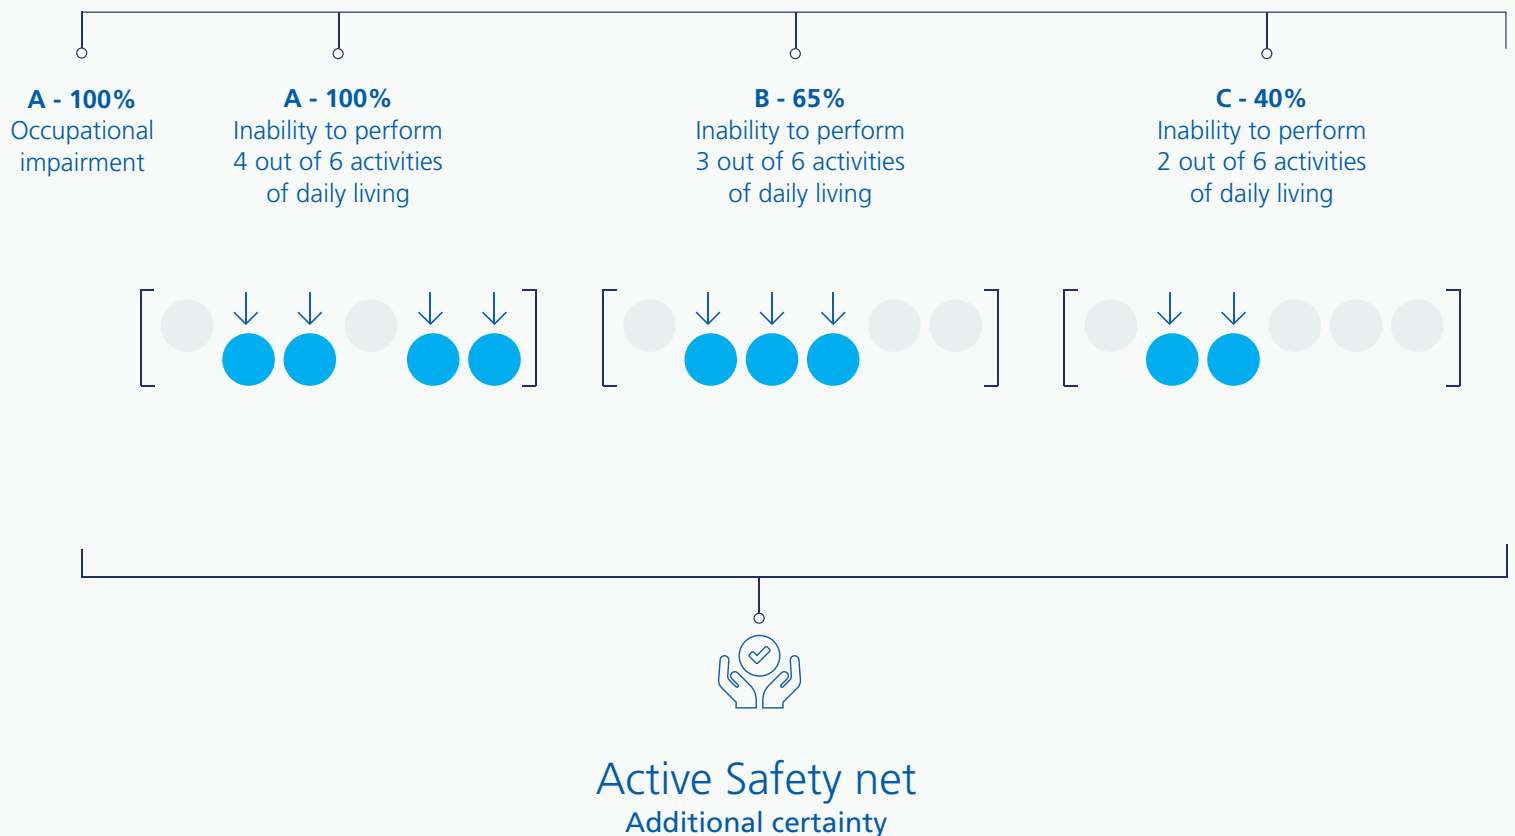 A - 100%
Occupational
impairment
A - 100%
Inability to perform
4 out of 6 activities
of daily living
B - 65%
Inability to perform
3 out of 6 activities
of daily living
C - 40%
Inability to perform
2 out of 6 activities
of daily living
Active Safety net
Additional certainty